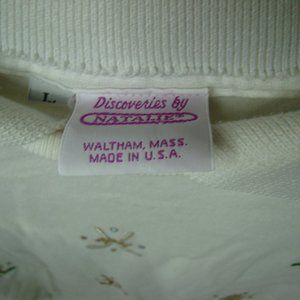 L
Discoveries by
NATALIE
WALTHAM, MASS.
MADE IN U.S.A.